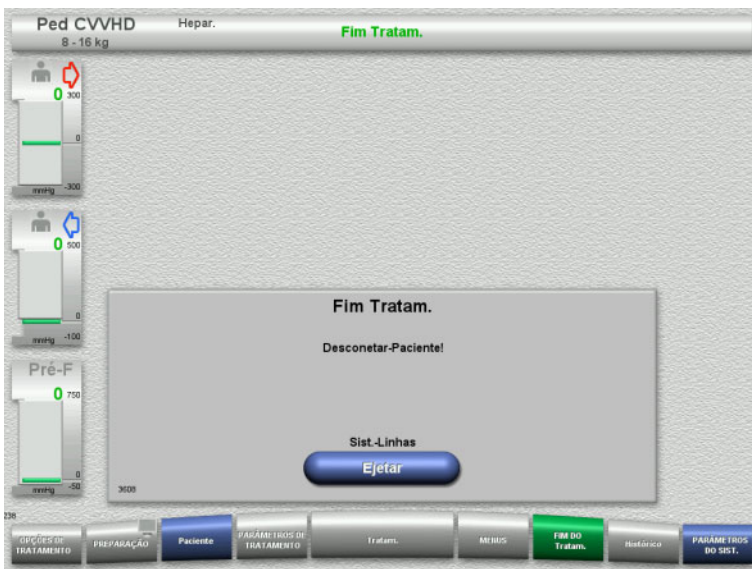 Ped CVVHD
Hepar.
Fim Tratam.
8 - 16 kg
0
300
0
mmHg
-300
0
500
0
mmHg
-100
Pré-F
0
750
0
mmHg
-50
Fim Tratam.
Desconetar-Paciente!
Sist.-Linhas
Ejetar
3608
236
OPÇÕES DE
TRATAMENTO
PREPARAÇÃO
Paciente
PARÂMETROS DE
TRATAMENTO
Tratam.
MENUS
FIM DO
Tratam.
Histórico
PARÂMETROS
DO SIST.